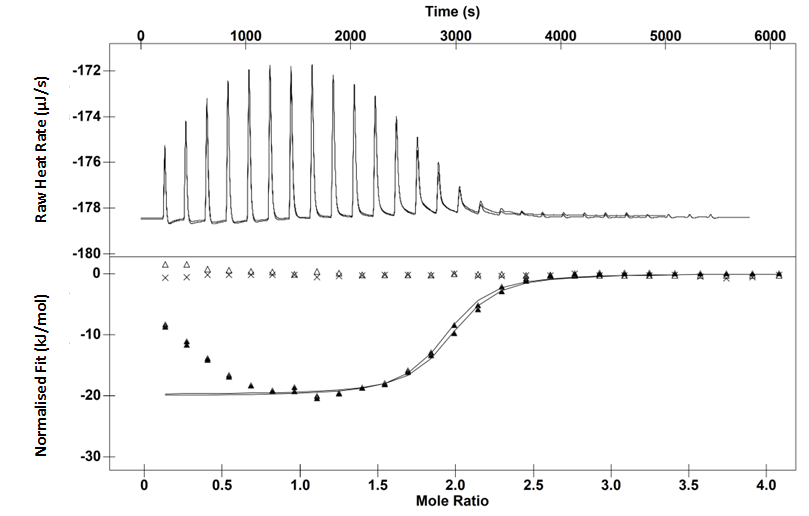 Time (s)
0 1000 2000 3000 4000 5000 6000
Raw Heat Rate (µJ/s)
-172
-174
-176
-178
-180
Normalised Fit (kJ/mol)
0
-10
-20
-30
0 0.5 1.0 1.5 2.0 2.5 3.0 3.5 4.0
Mole Ratio